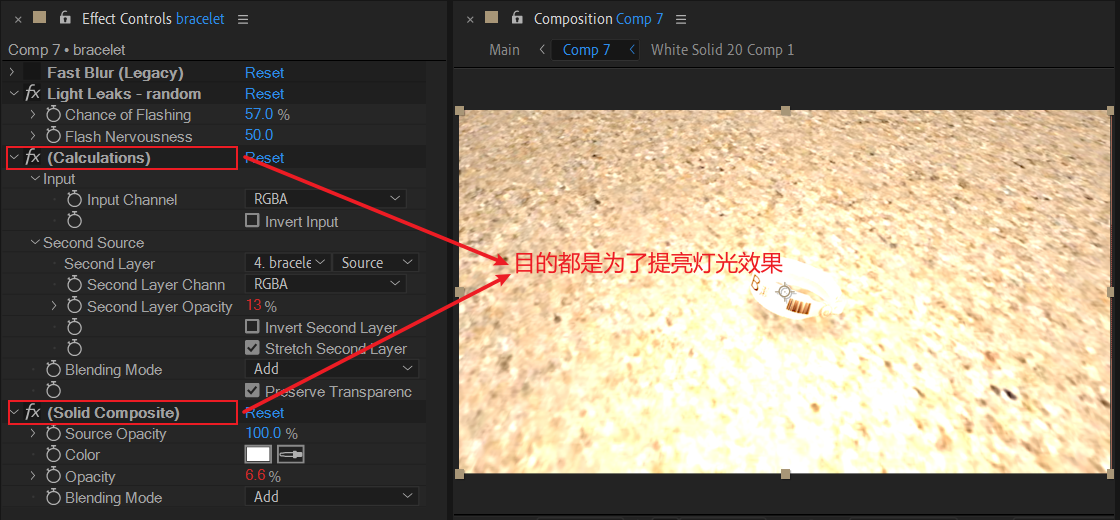 Effect Controls bracelet
Comp 7 • bracelet
Fast Blur (Legacy) Reset
fx Light Leaks - random Reset
Chance of Flashing 57.0 %
Flash Nervousness 50.0
fx (Calculations) Reset
Input
Input Channel RGBA
Invert Input
Second Source
Second Layer 4. bracele Source
Second Layer Chann RGBA
Second Layer Opacity 13 %
Invert Second Layer
Stretch Second Layer
Blending Mode Add
Preserve Transparenc
fx (Solid Composite) Reset
Source Opacity 100.0 %
Color
Opacity 6.6 %
Blending Mode Add
Composition Comp 7
Main Comp 7 White Solid 20 Comp 1
目的都是为了提亮灯光效果